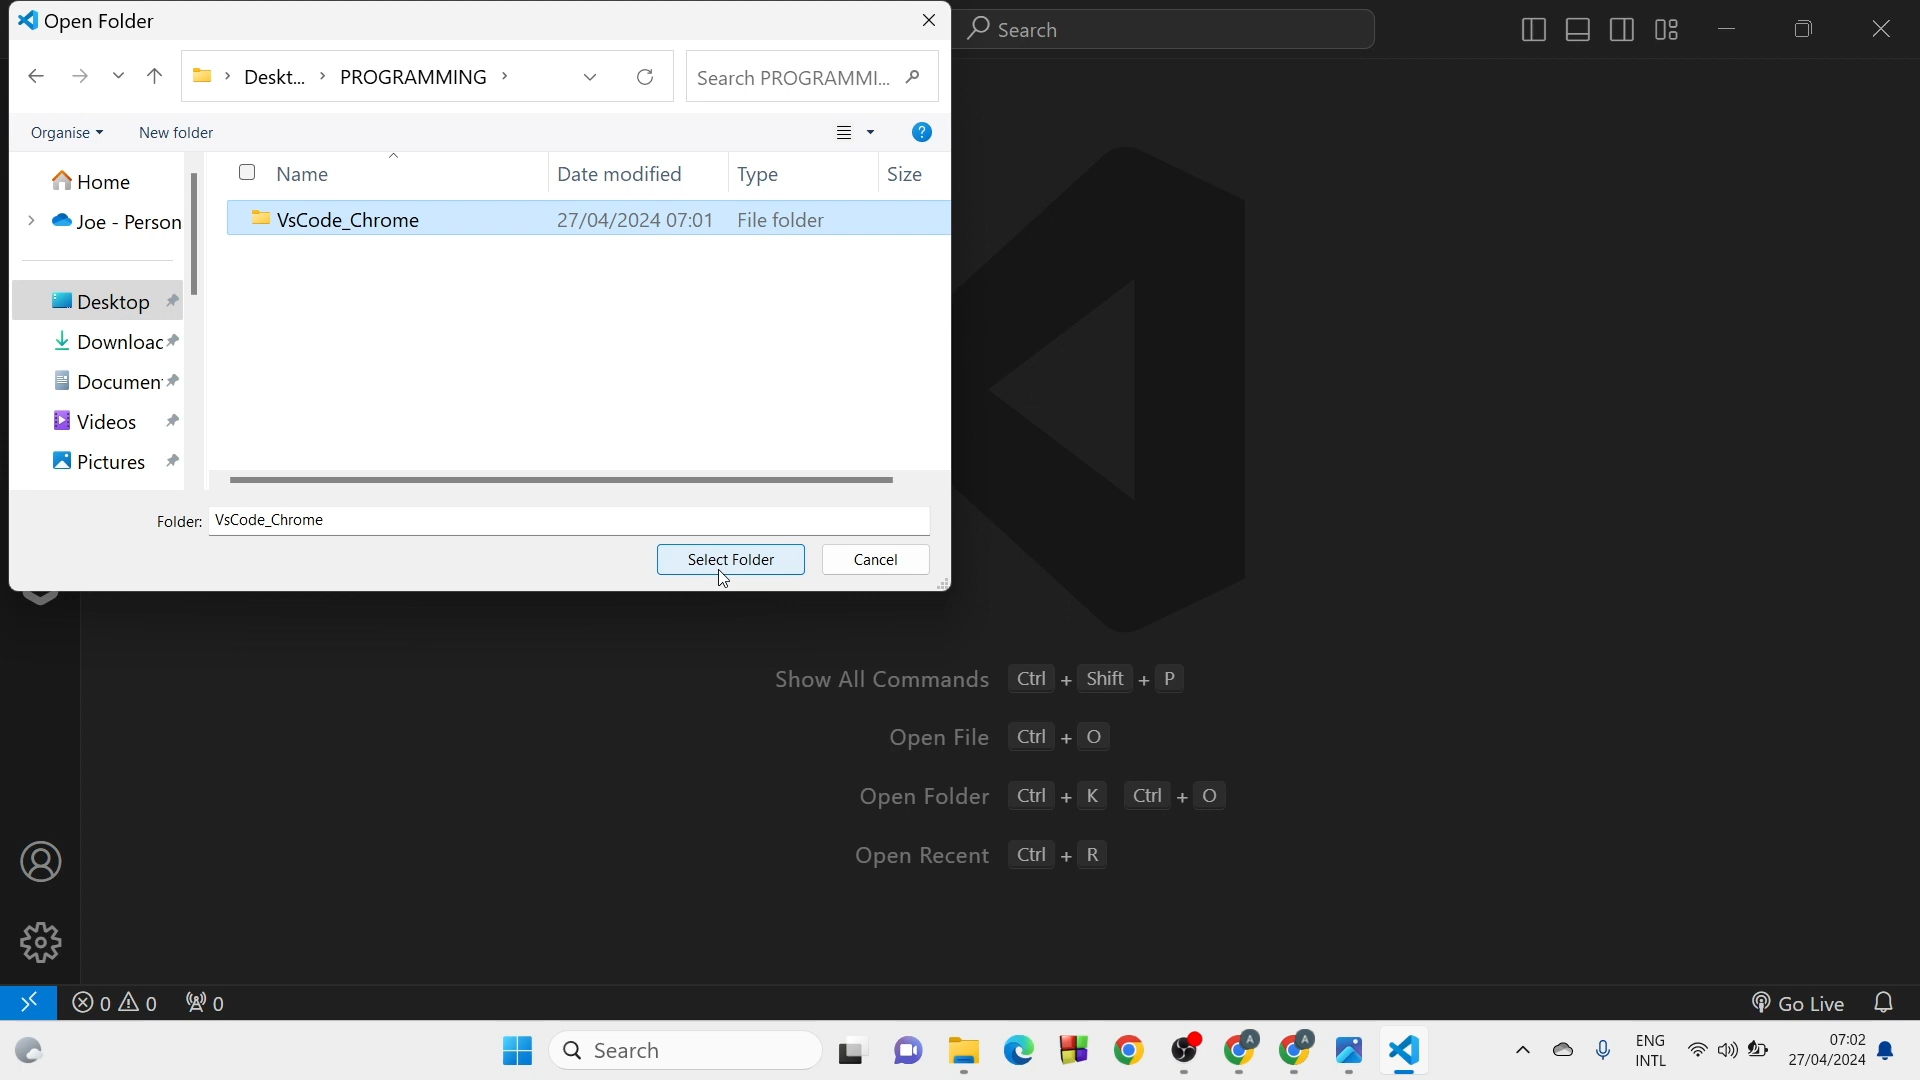 Open Folder
Search
Deskt... > PROGRAMMING >
Search PROGRAMMI...
Organise
New folder
Name
Date modified
Type
Size
VsCode_Chrome
27/04/2024 07:01
File folder
Home
Joe - Person
Desktop
Downloac
Documen
Videos
Pictures
Folder: VsCode_Chrome
Select Folder
Cancel
Show All Commands Ctrl + Shift + P
Open File Ctrl + O
Open Folder Ctrl + K Ctrl + O
Open Recent Ctrl + R
0 0 0
Go Live
Search
A
A
ENG
INTL
07:02
27/04/2024